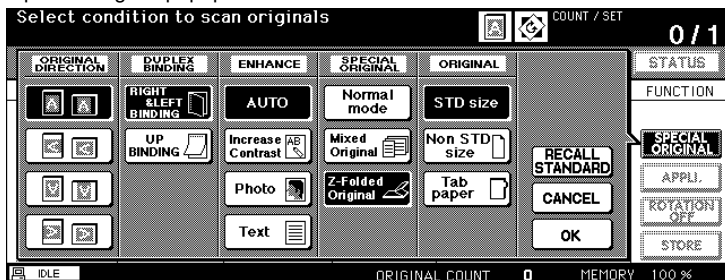 Select condition to scan originals
COUNT / SET
0 / 1
ORIGINAL
DIRECTION
DUPLEX
BINDING
ENHANCE
SPECIAL
ORIGINAL
ORIGINAL
STATUS
FUNCTION
RIGHT
&LEFT
BINDING
AUTO
Normal
mode
STD size
UP
BINDING
Increase
Contrast
AB
Mixed
Original
Non STD
size
RECALL
STANDARD
SPECIAL
ORIGINAL
Photo
Z-Folded
Original
Tab
paper
CANCEL
APPLI.
ROTATION
OFF
Text
OK
STORE
IDLE
ORIGINAL COUNT 0 MEMORY 100 %